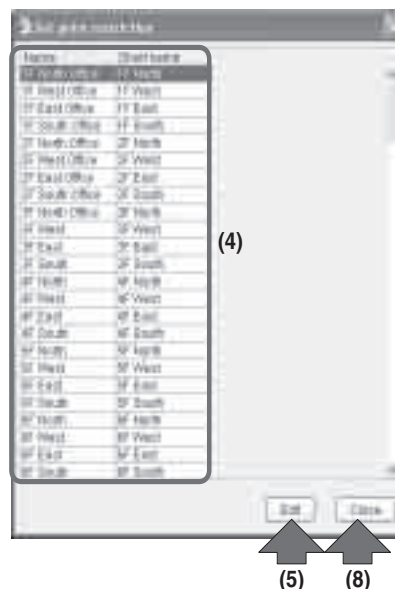 Name Short name
1F North Office 1F North
1F West Office 1F West
1F East Office 1F East
1F South Office 1F South
2F North Office 2F North
2F West Office 2F West
2F East Office 2F East
2F South Office 2F South
3F North Office 3F North
3F West 3F West
3F East 3F East
3F South 3F South
4F North 4F North
4F West 4F West
4F East 4F East
4F South 4F South
5F North 5F North
5F West 5F West
5F East 5F East
5F South 5F South
6F North 6F North
6F West 6F West
6F East 6F East
6F South 6F South
(4)
Edit Close
(5) (8)